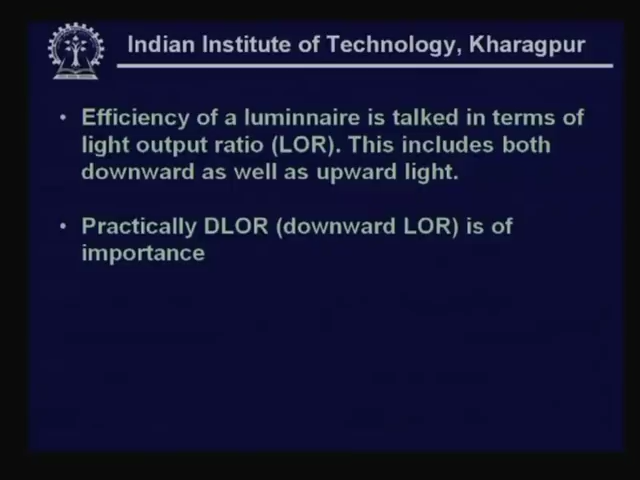 Indian Institute of Technology, Kharagpur
• Efficiency of a luminnaire is talked in terms of
light output ratio (LOR). This includes both
downward as well as upward light.
• Practically DLOR (downward LOR) is of
importance